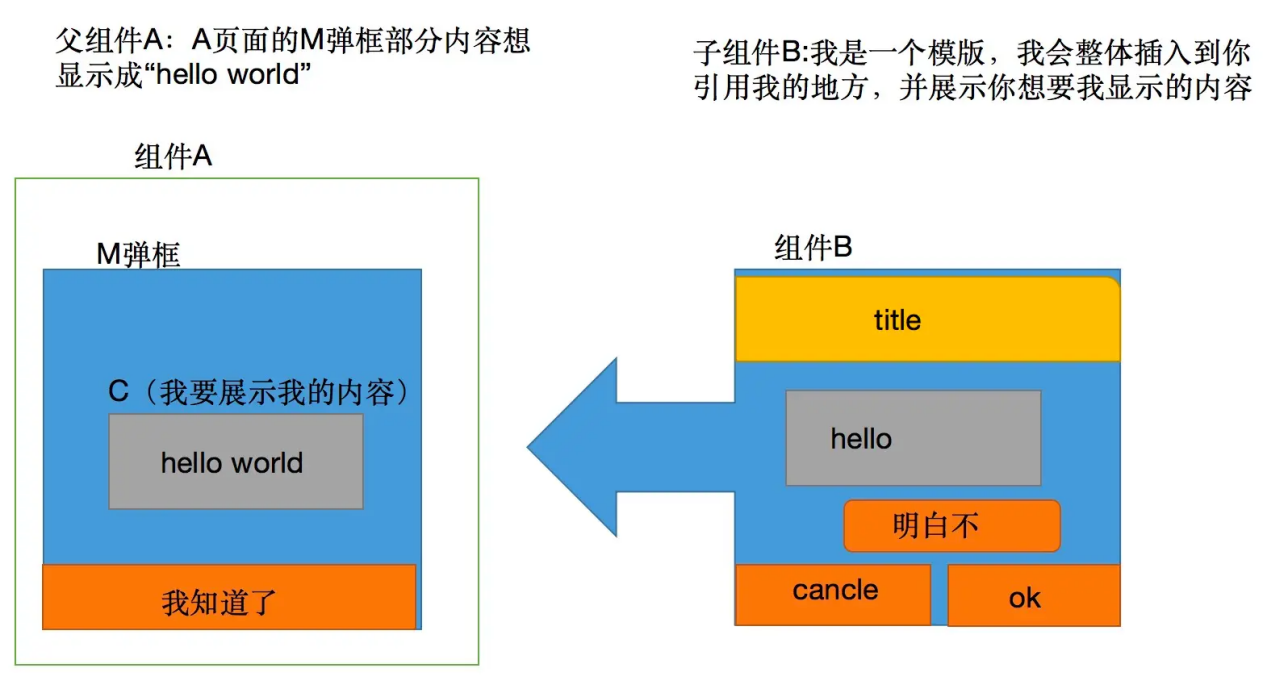 父组件A：A页面的M弹框部分内容想
显示成“hello world”
子组件B:我是一个模版，我会整体插入到你
引用我的地方，并展示你想要我显示的内容
组件A
M弹框
C（我要展示我的内容）
hello world
我知道了
组件B
title
hello
明白不
cancle
ok